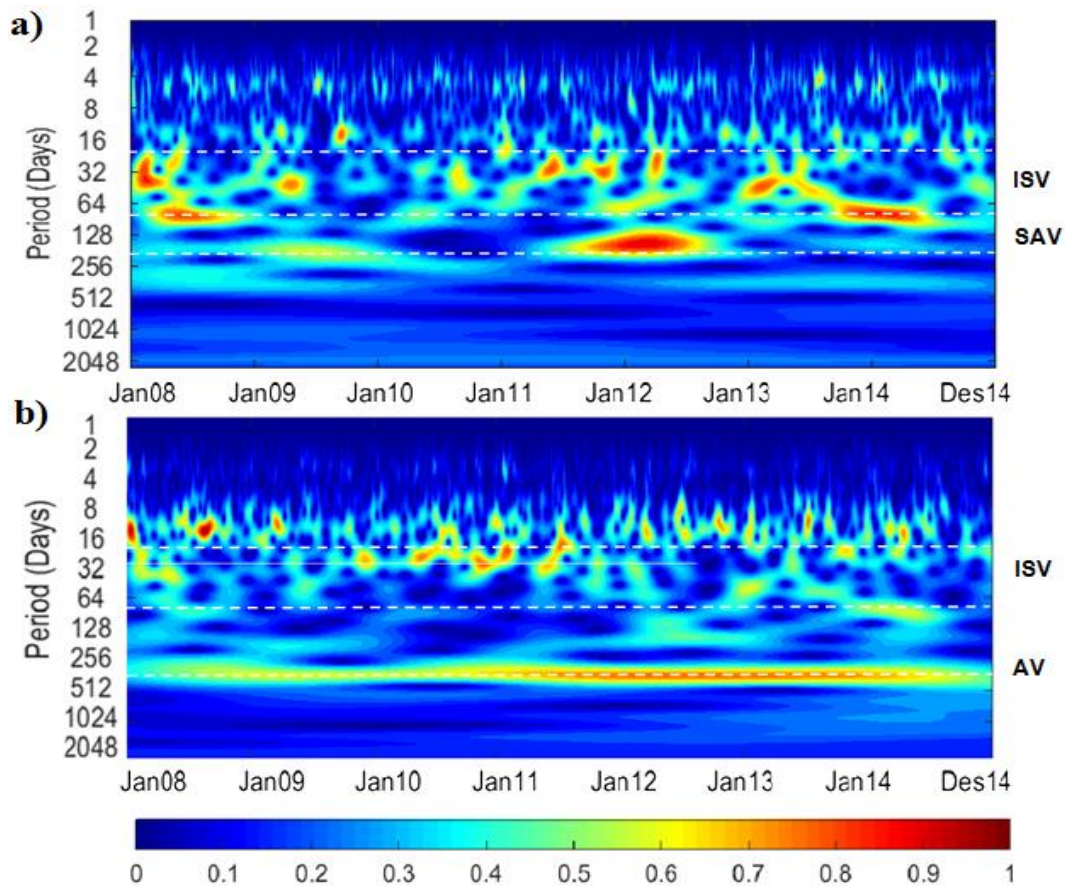 a)
Period (Days)
1
2
4
8
16
32
64
128
256
512
1024
2048
ISV
SAV
Jan08 Jan09 Jan10 Jan11 Jan12 Jan13 Jan14 Des14
b)
Period (Days)
1
2
4
8
16
32
64
128
256
512
1024
2048
ISV
AV
Jan08 Jan09 Jan10 Jan11 Jan12 Jan13 Jan14 Des14
0 0.1 0.2 0.3 0.4 0.5 0.6 0.7 0.8 0.9 1